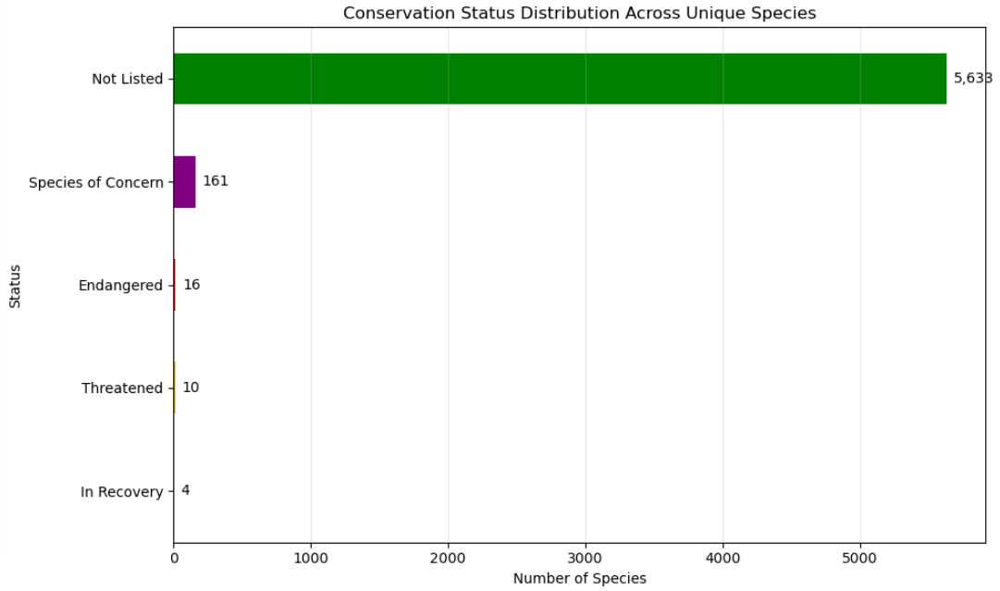 Conservation Status Distribution Across Unique Species
Not Listed
5,633
Species of Concern
161
Endangered
16
Threatened
10
In Recovery
4
Status
0 1000 2000 3000 4000 5000
Number of Species